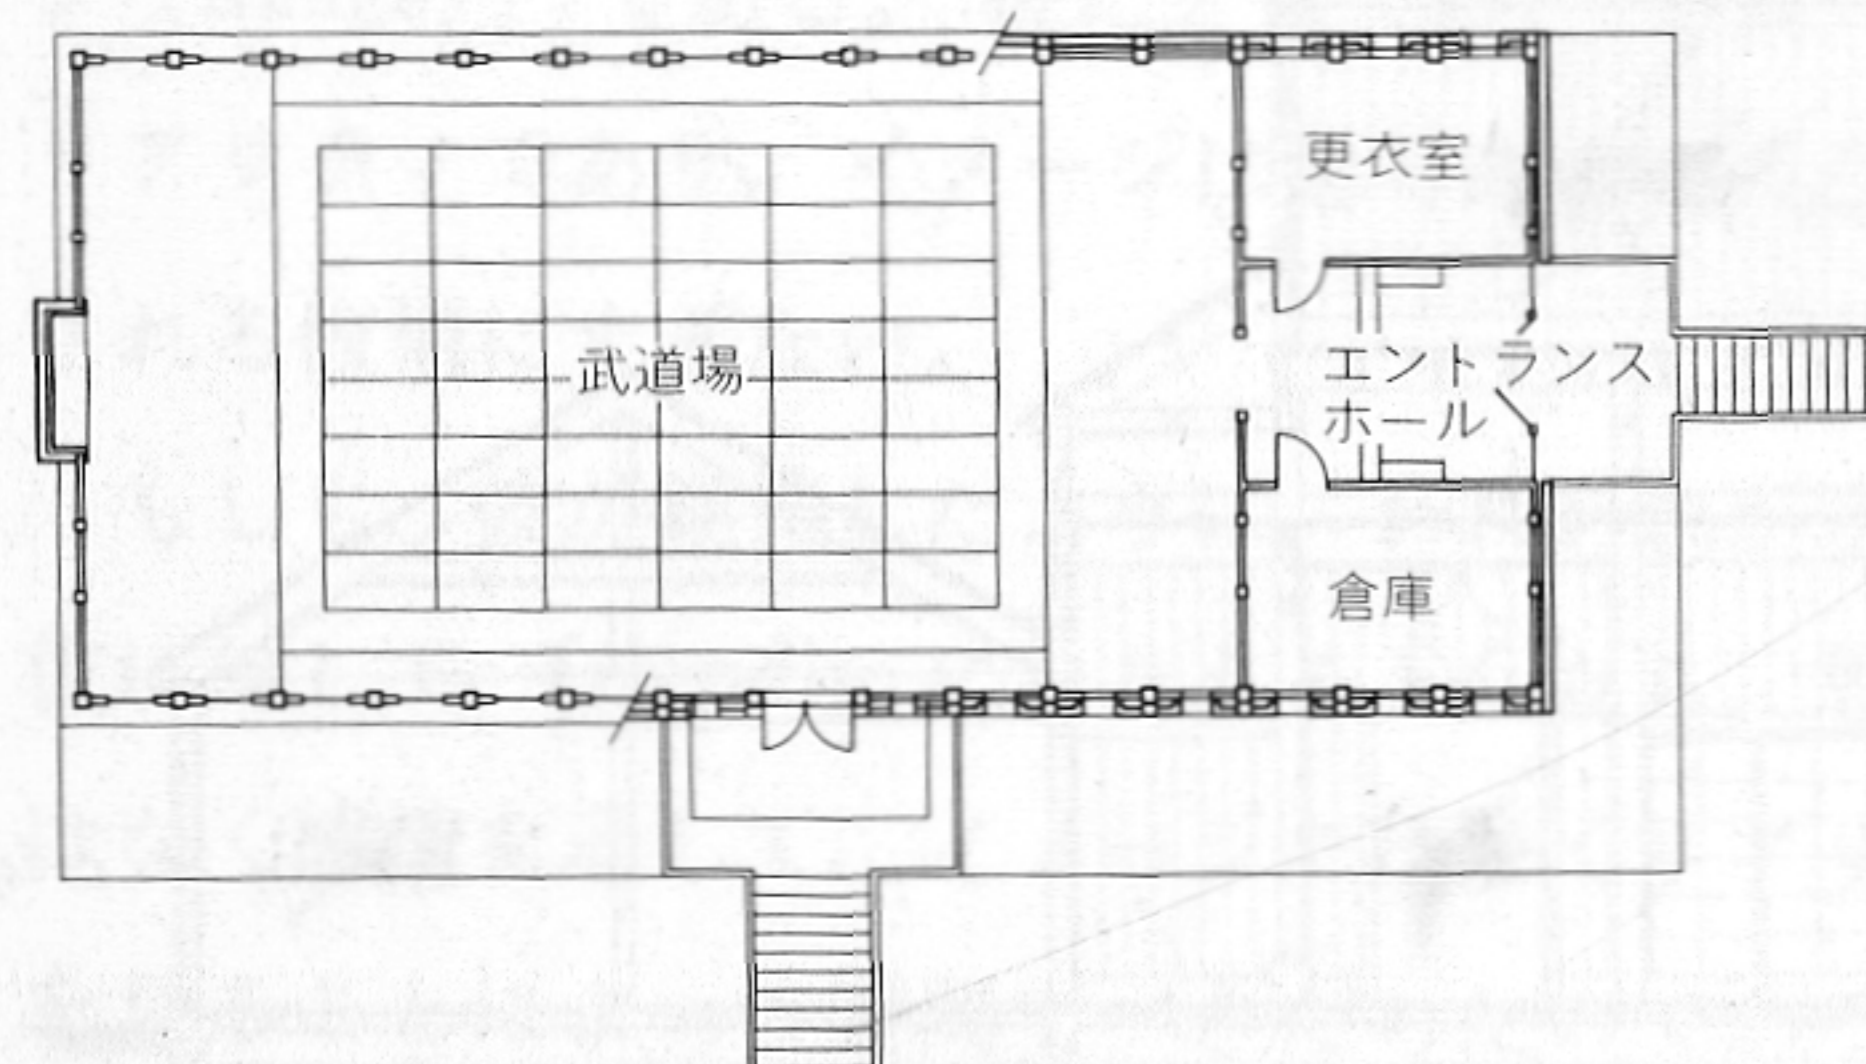 更衣室
武道場
エントランス
ホール
倉庫